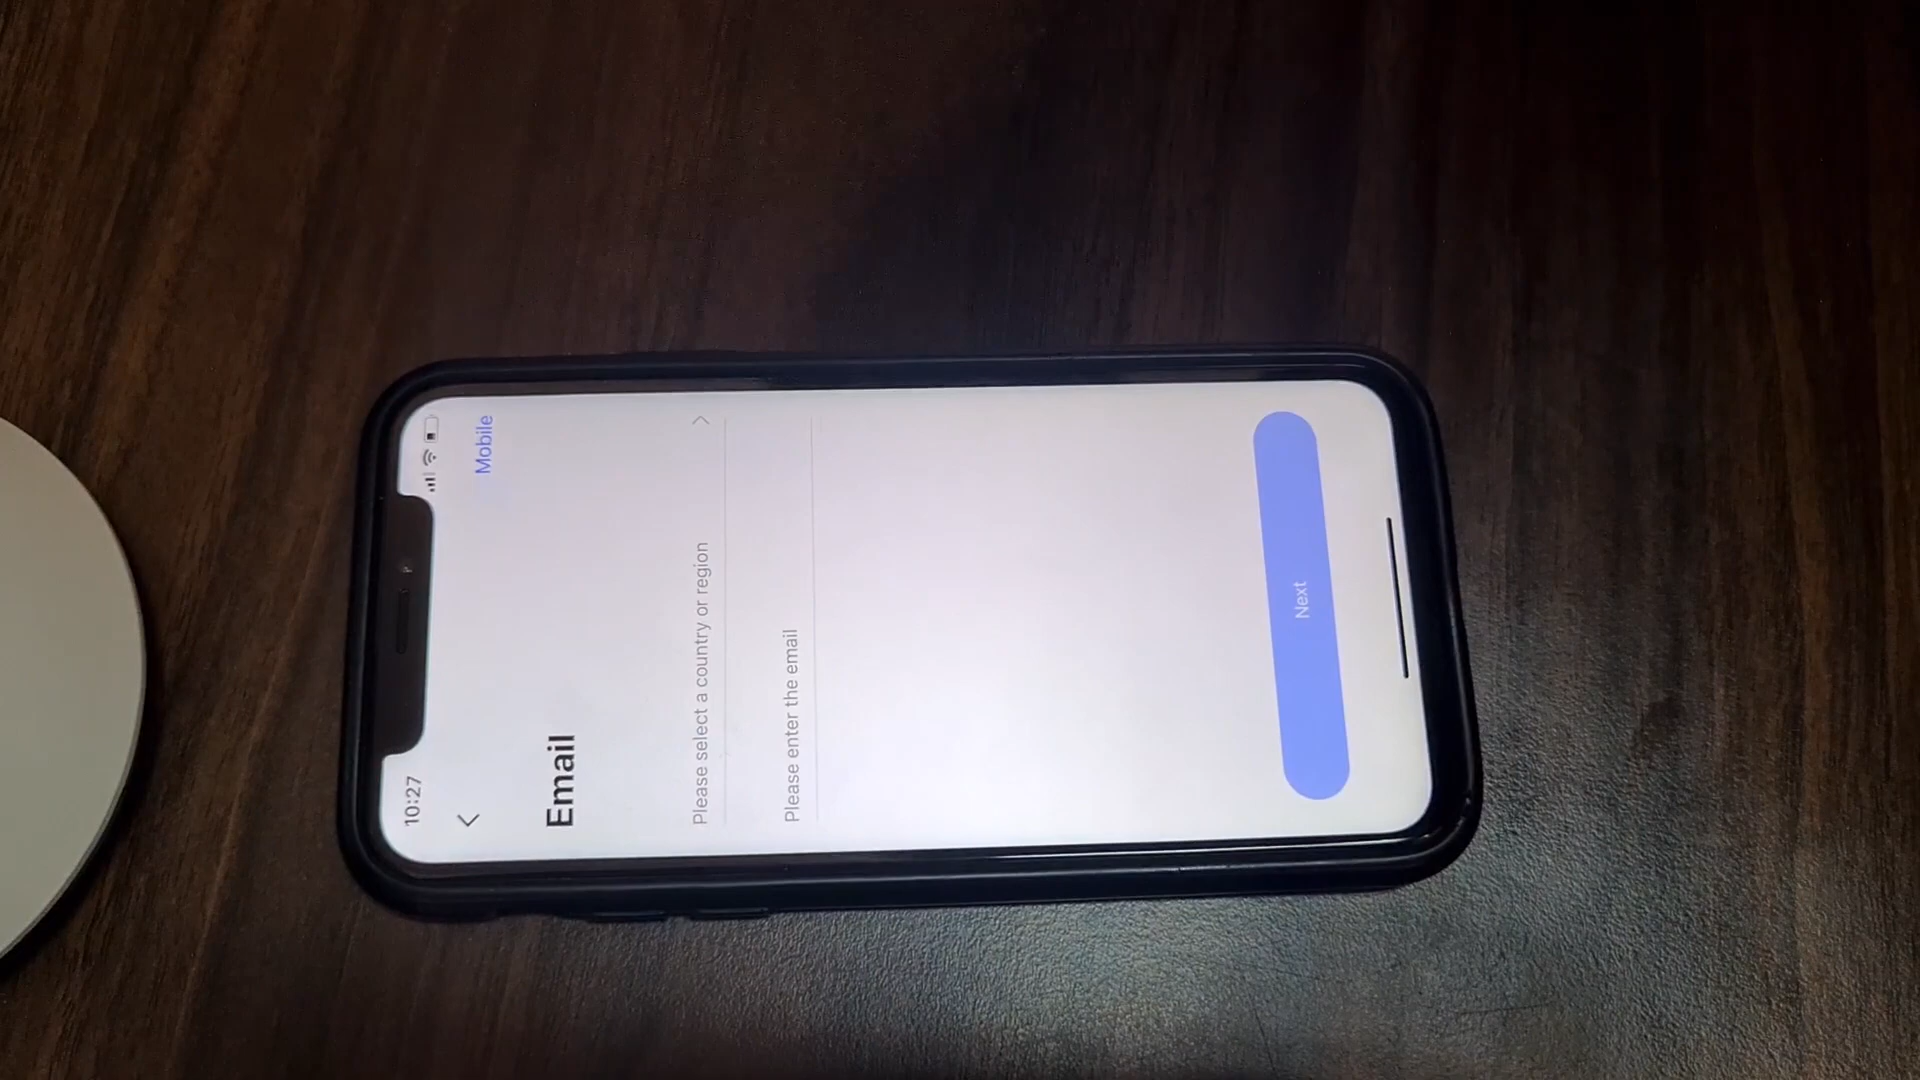 10:27
Mobile
Email
Please select a country or region
Please enter the email
Next